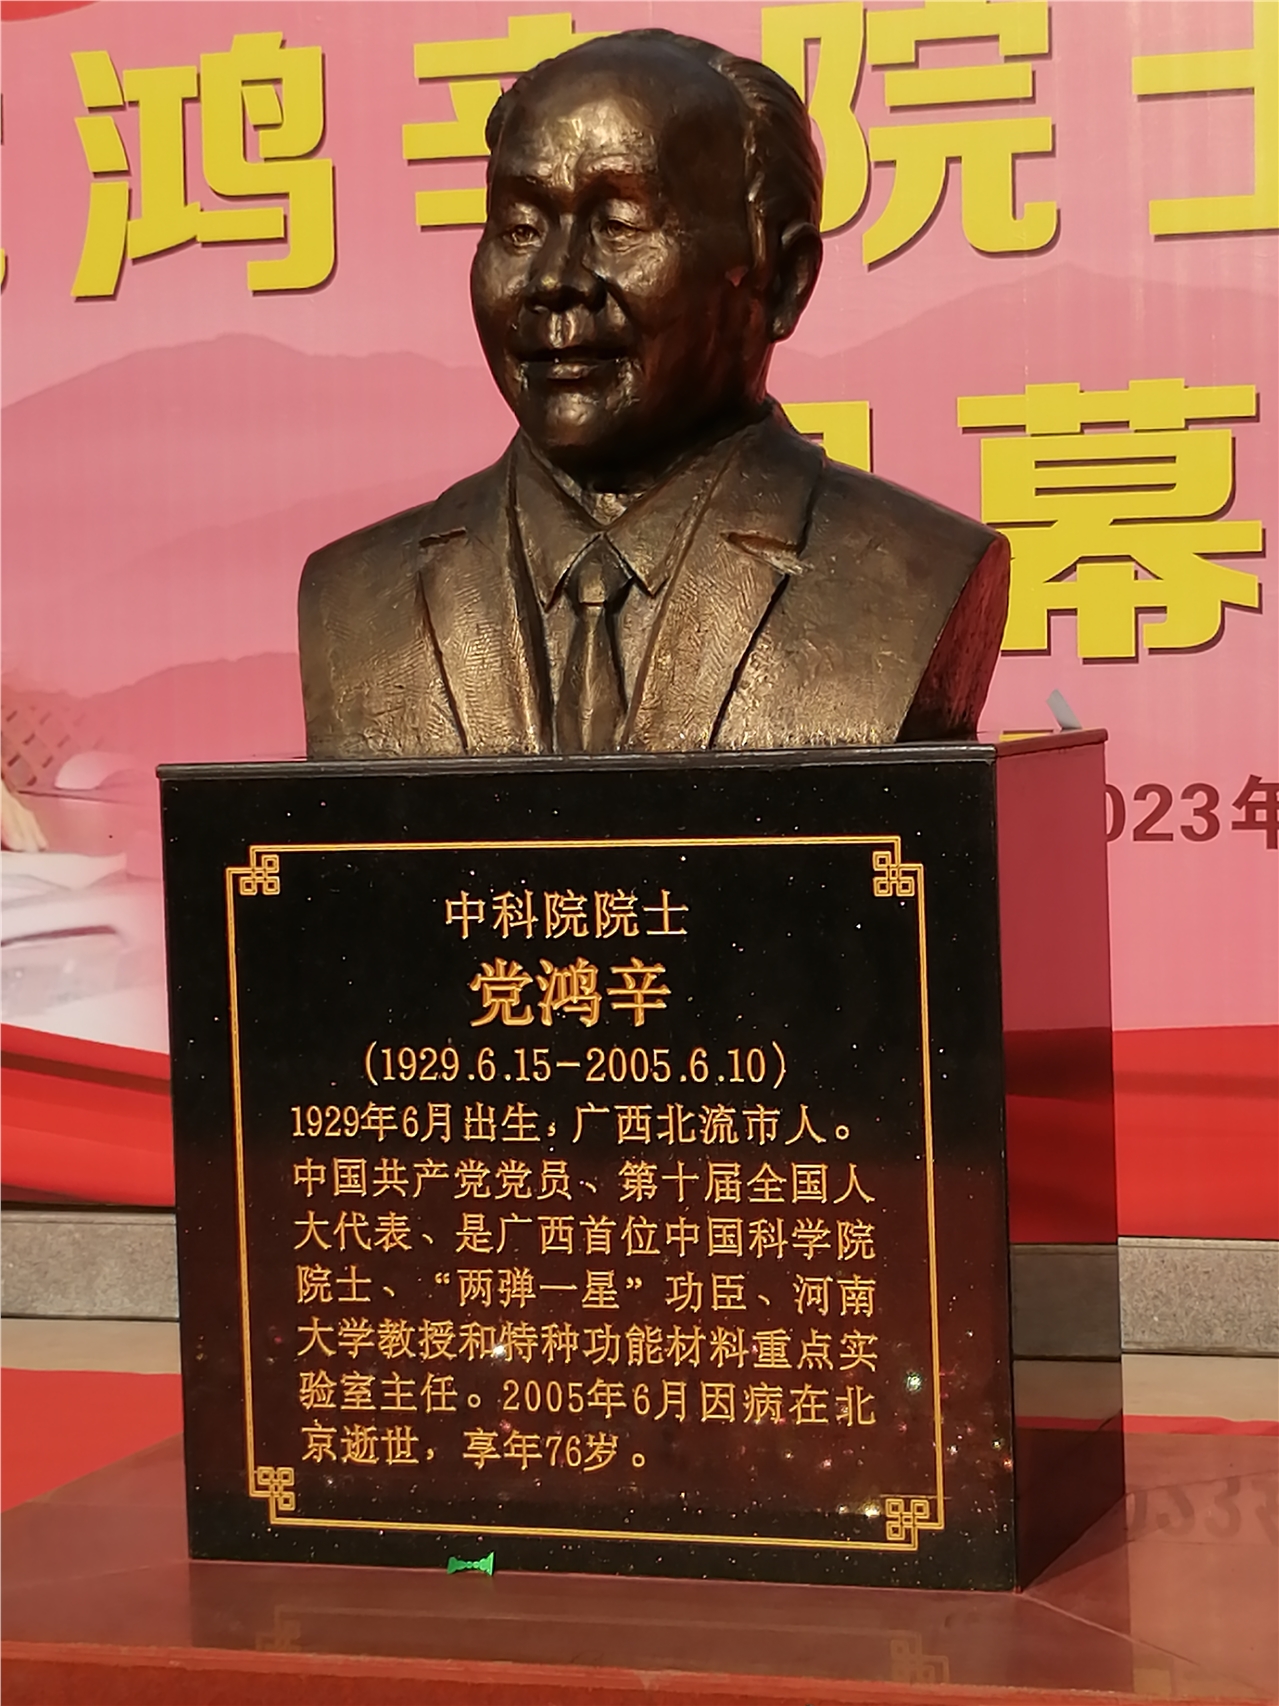 鸿辛院士
幕
023年
中科院院士
党鸿辛
(1929.6.15-2005.6.10)
1929年6月出生，广西北流市人。
中国共产党党员、第十届全国人
大代表、是广西首位中国科学院
院士、“两弹一星”功臣、河南
大学教授和特种功能材料重点实
验室主任。2005年6月因病在北
京逝世，享年76岁。